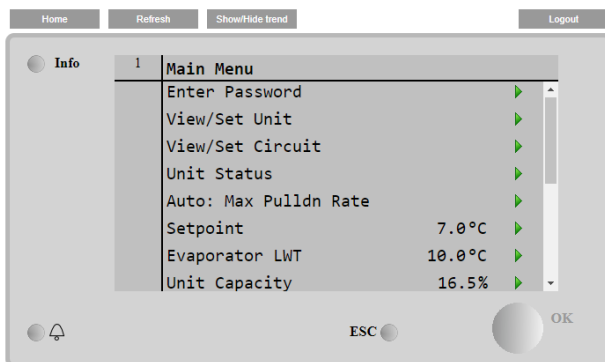 Home Refresh Show/Hide trend Logout
Info 1 Main Menu
Enter Password
View/Set Unit
View/Set Circuit
Unit Status
Auto: Max Pulldn Rate
Setpoint 7.0°C
Evaporator LWT 10.0°C
Unit Capacity 16.5%
ESC OK